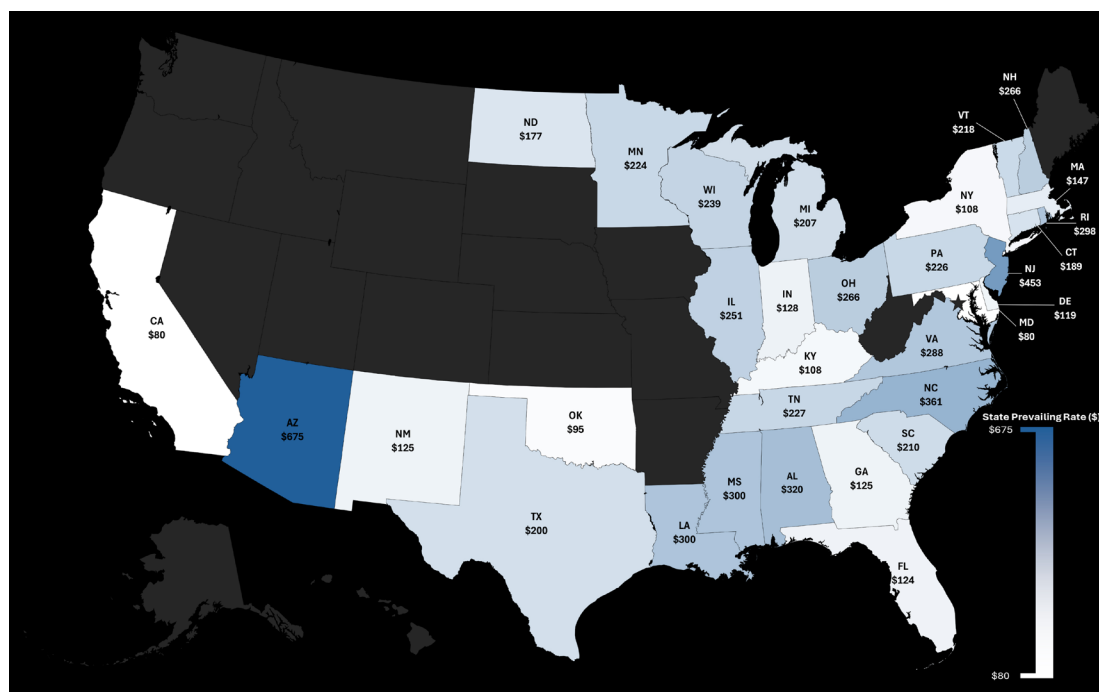 NH
$266
VT
$218
ND
$177
MN
$224
MA
$147
WI
$239
NY
$108
MI
$207
RI
$298
CT
$189
PA
$226
NJ
$453
OH
$266
IN
$128
IL
$251
DE
$119
MD
$80
CA
$80
VA
$288
KY
$108
NC
$361
TN
$227
AZ
$675
NM
$125
OK
$95
State Prevailing Rate ($)
$675
SC
$210
GA
$125
AL
$320
MS
$300
TX
$200
LA
$300
FL
$124
$80